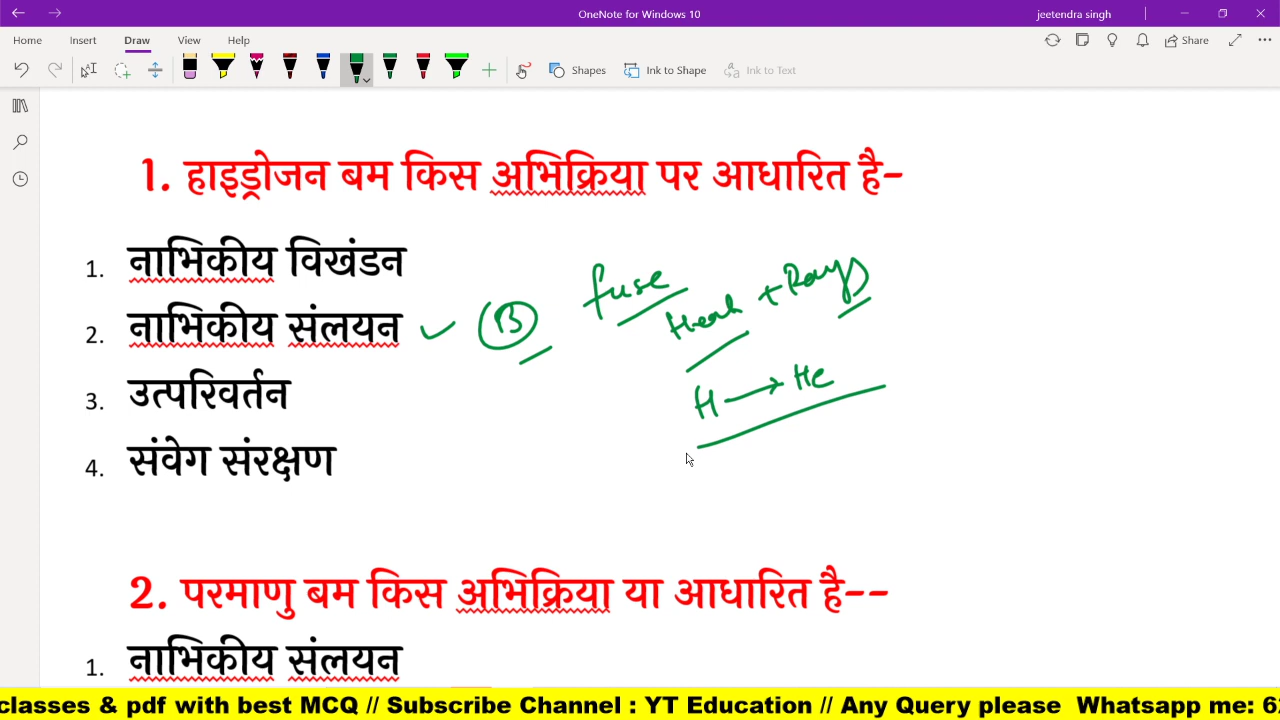 OneNote for Windows 10
jeetendra singh
Home Insert Draw View Help
Share
Shapes Ink to Shape Ink to Text
1. हाइड्रोजन बम किस अभिक्रिया पर आधारित है-
1. नाभिकीय विखंडन
2. नाभिकीय संलयन
3. उत्परिवर्तन
4. संवेग संरक्षण
B
fuse
Heat + Rays
H → He
2. परमाणु बम किस अभिक्रिया या आधारित है--
1. नाभिकीय संलयन
classes & pdf with best MCQ // Subscribe Channel : YT Education // Any Query please Whatsapp me: 6